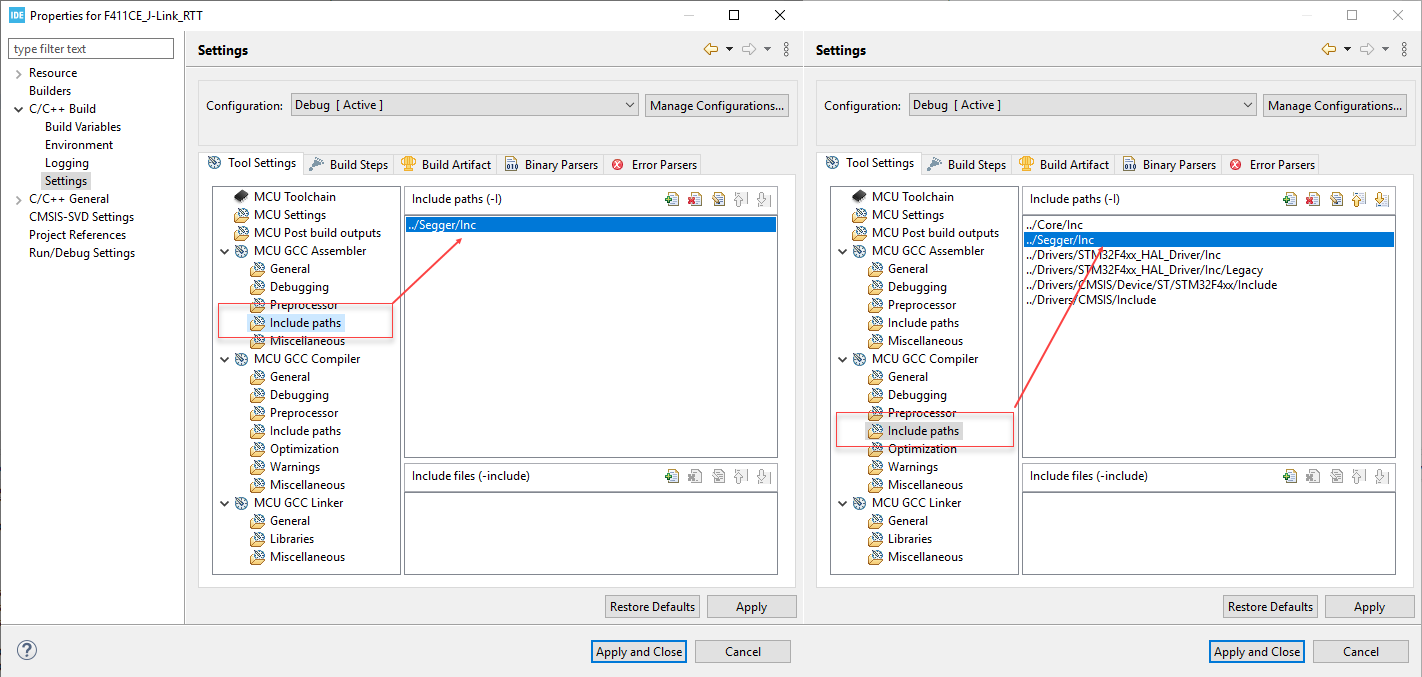 IDE Properties for F411CE_J-Link_RTT
type filter text
Resource
Builders
C/C++ Build
Build Variables
Environment
Logging
Settings
C/C++ General
CMSIS-SVD Settings
Project References
Run/Debug Settings
Settings
Configuration: Debug [ Active ] Manage Configurations...
Tool Settings Build Steps Build Artifact Binary Parsers Error Parsers
MCU Toolchain
MCU Settings
MCU Post build outputs
MCU GCC Assembler
General
Debugging
Preprocessor
Include paths
Miscellaneous
MCU GCC Compiler
General
Debugging
Preprocessor
Include paths
Optimization
Warnings
Miscellaneous
MCU GCC Linker
General
Libraries
Miscellaneous
Include paths (-I)
../Segger/Inc
Include files (-include)
Restore Defaults Apply
? Apply and Close Cancel
Settings
Configuration: Debug [ Active ] Manage Configurations...
Tool Settings Build Steps Build Artifact Binary Parsers Error Parsers
MCU Toolchain
MCU Settings
MCU Post build outputs
MCU GCC Assembler
General
Debugging
Preprocessor
Include paths
Miscellaneous
MCU GCC Compiler
General
Debugging
Preprocessor
Include paths
Optimization
Warnings
Miscellaneous
MCU GCC Linker
General
Libraries
Miscellaneous
Include paths (-I)
../Core/Inc
../Segger/Inc
../Drivers/STM32F4xx_HAL_Driver/Inc
../Drivers/STM32F4xx_HAL_Driver/Inc/Legacy
../Drivers/CMSIS/Device/ST/STM32F4xx/Include
../Drivers/CMSIS/Include
Include files (-include)
Restore Defaults Apply
Apply and Close Cancel